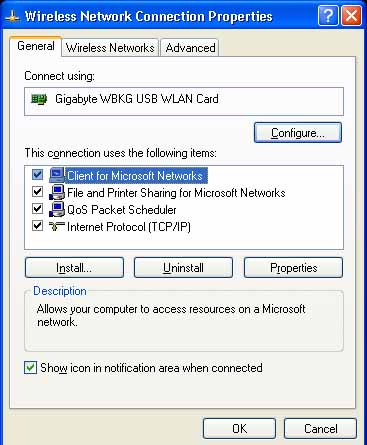 Wireless Network Connection Properties
General
Wireless Networks
Advanced
Connect using:
Gigabyte WBKG USB WLAN Card
Configure...
This connection uses the following items:
Client for Microsoft Networks
File and Printer Sharing for Microsoft Networks
QoS Packet Scheduler
Internet Protocol (TCP/IP)
Install...
Uninstall
Properties
Description
Allows your computer to access resources on a Microsoft
network.
Show icon in notification area when connected
OK
Cancel